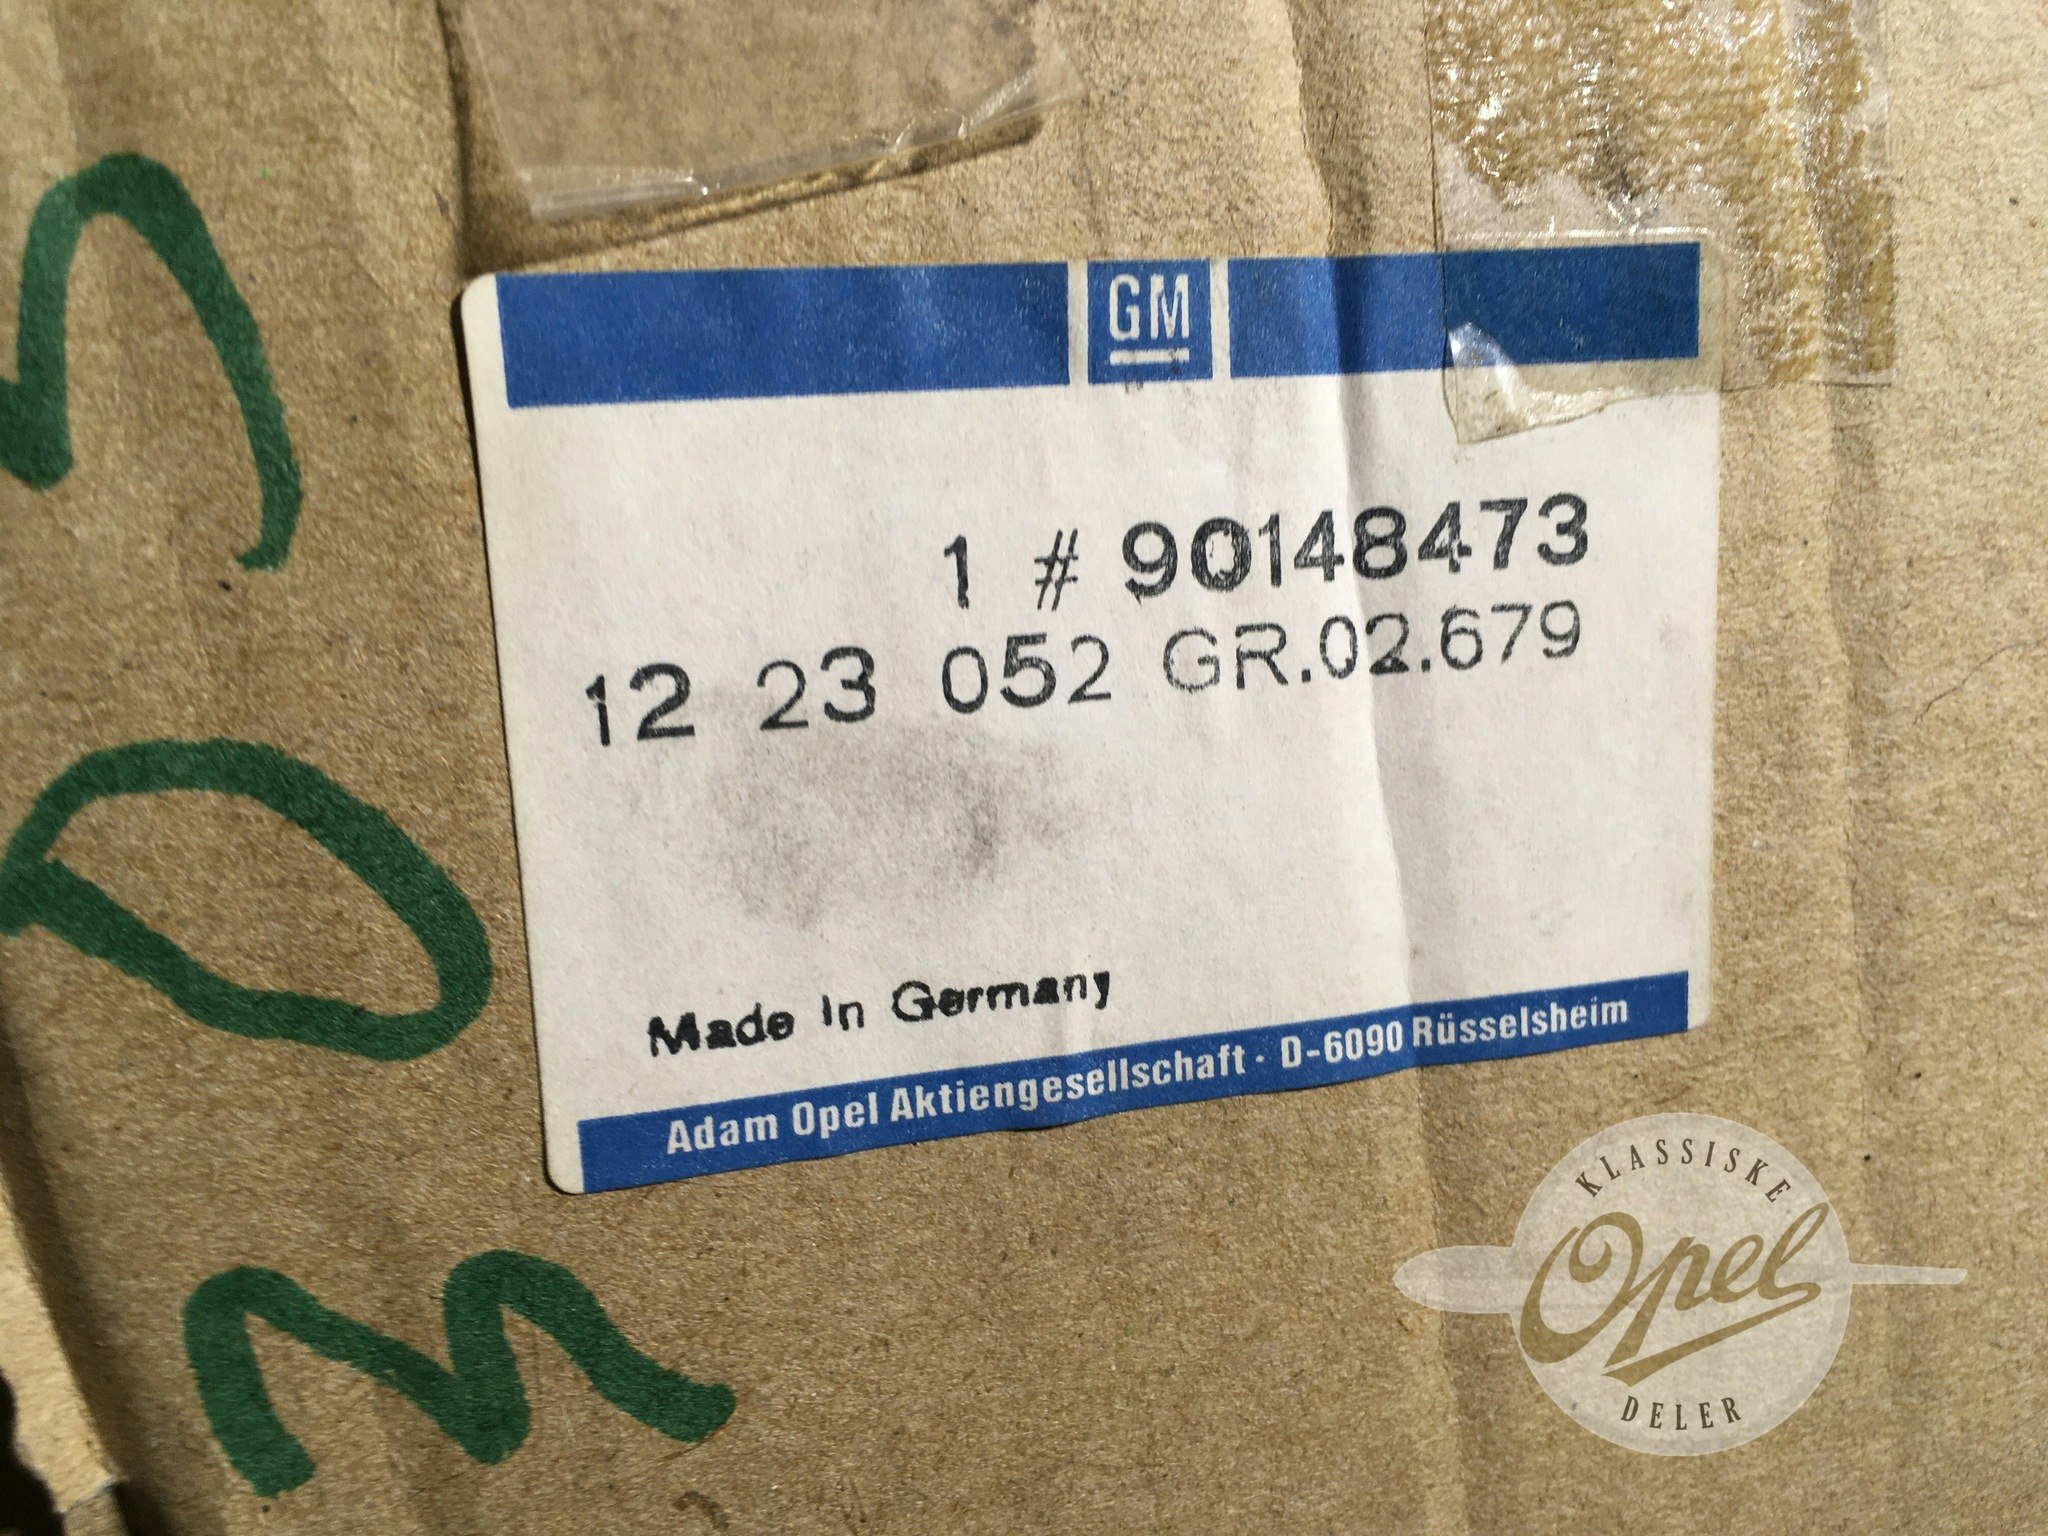 GM
1 # 90148473
12 23 052 GR.02.679
Made in Germany
Adam Opel Aktiengesellschaft · D-6090 Rüsselsheim
KLASSISKE
Opel
DELER